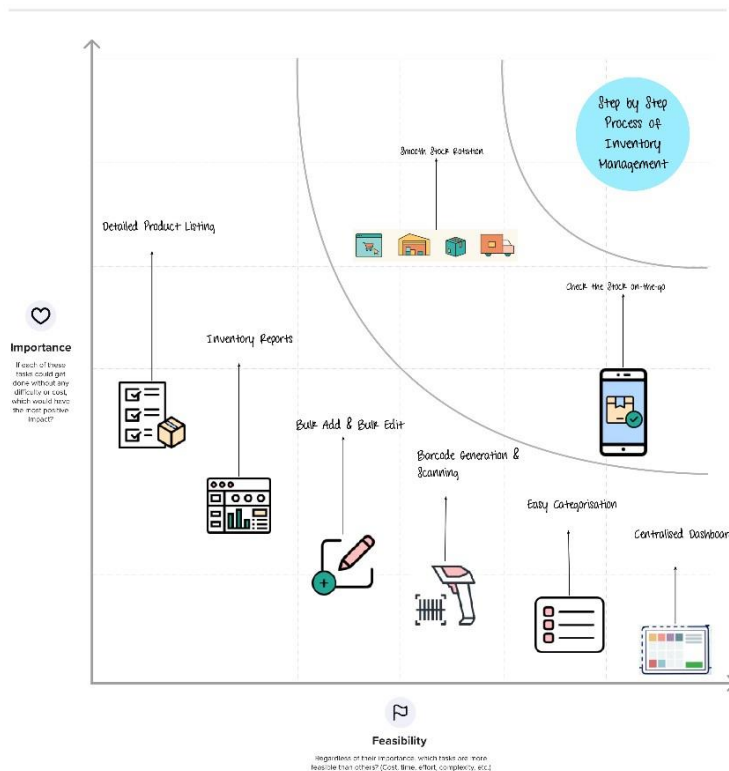 Step by Step
Process of
Inventory
Management
Smooth Stock Rotation
Detailed Product Listing
Check the Stock on-the-go
Inventory Reports
Importance
If each of these
tasks could get
done without any
difficulty or cost,
which would have
the most positive
impact?
Bulk Add & Bulk Edit
Barcode Generation &
Scanning
Easy Categorisation
Centralised Dashboar
Feasibility
Regardless of their importance, which tasks are more
feasible than others? (Cost, time, effort, complexity, etc.)